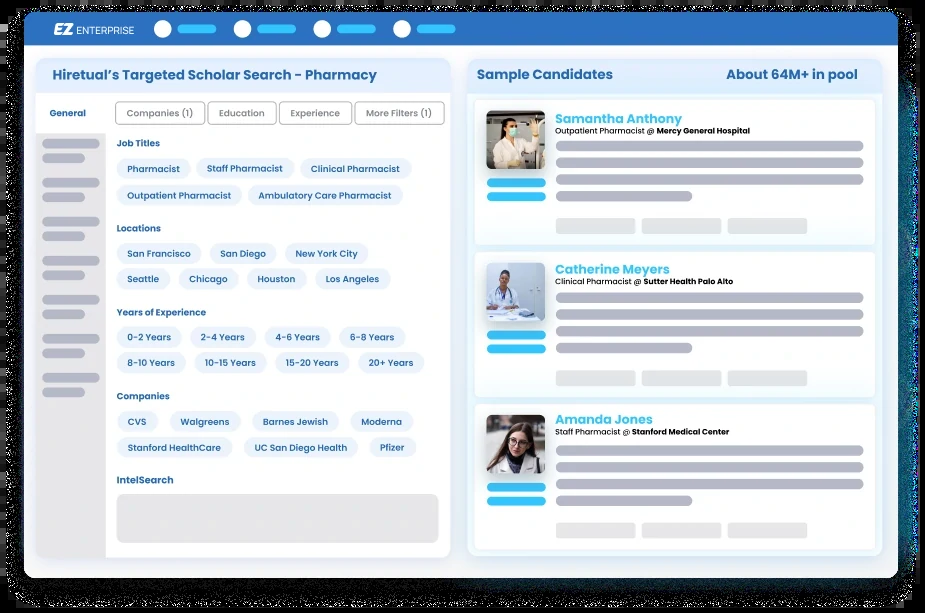 EZ ENTERPRISE
Hiretual's Targeted Scholar Search - Pharmacy
General
Companies (1)
Education
Experience
More Filters (1)
Job Titles
Pharmacist
Staff Pharmacist
Clinical Pharmacist
Outpatient Pharmacist
Ambulatory Care Pharmacist
Locations
San Francisco
San Diego
New York City
Seattle
Chicago
Houston
Los Angeles
Years of Experience
0-2 Years
2-4 Years
4-6 Years
6-8 Years
8-10 Years
10-15 Years
15-20 Years
20+ Years
Companies
CVS
Walgreens
Barnes Jewish
Moderna
Stanford HealthCare
UC San Diego Health
Pfizer
IntelSearch
Sample Candidates
About 64M+ in pool
Samantha Anthony
Outpatient Pharmacist @ Mercy General Hospital
Catherine Meyers
Clinical Pharmacist @ Sutter Health Palo Alto
Amanda Jones
Staff Pharmacist @ Stanford Medical Center